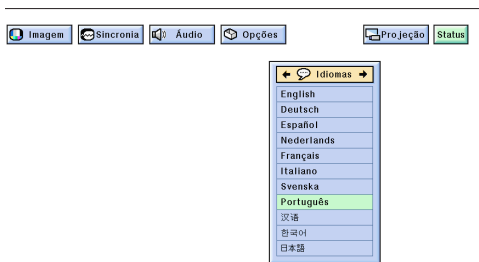 Imagem Sincronia Áudio Opções Projeção Status
Idiomas
English
Deutsch
Español
Nederlands
Français
Italiano
Svenska
Português
汉语
한국어
日本語